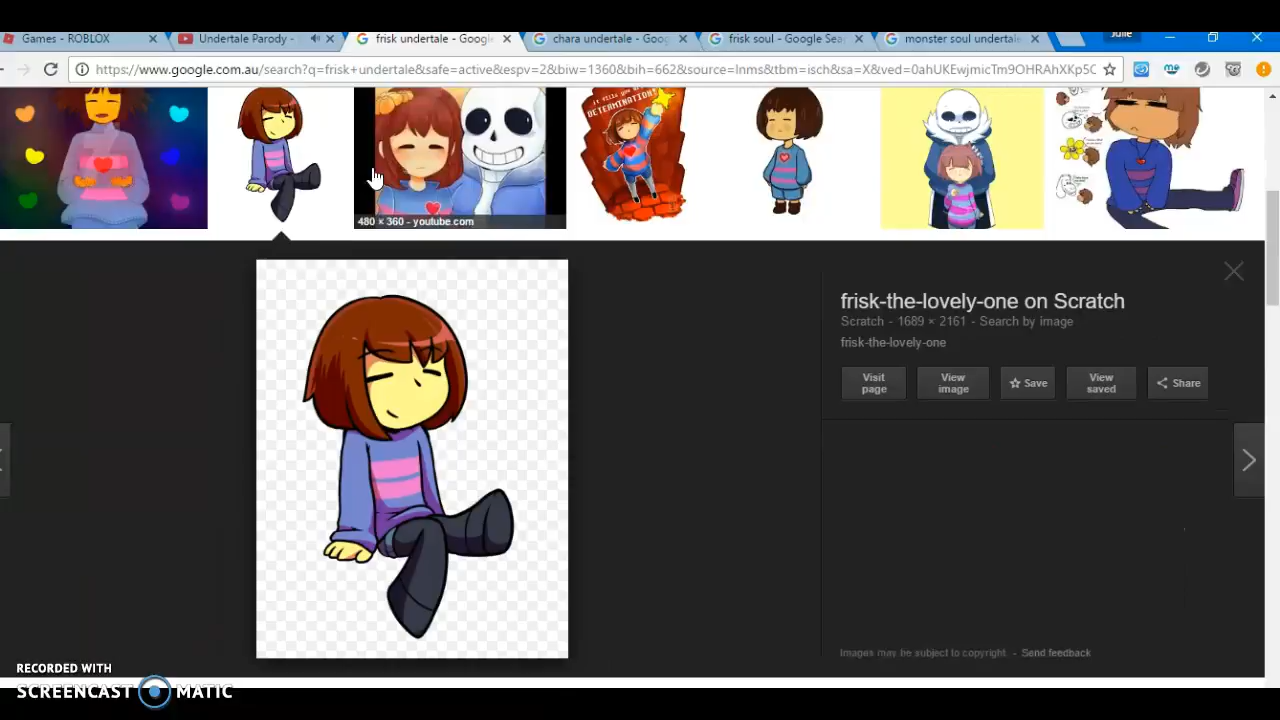 Julie
Games - ROBLOX
Undertale Parody -
frisk undertale - Google
chara undertale - Goog
frisk soul - Google Sea
monster soul undertale
https://www.google.com.au/search?q=frisk+undertale&safe=active&espv=2&biw=1360&bih=662&source=lnms&tbm=isch&sa=X&ved=0ahUKEwjmicTm9OHRAhXKp5C
DETERMINATION!
480 × 360 - youtube.com
frisk-the-lovely-one on Scratch
Scratch - 1689 × 2161 - Search by image
frisk-the-lovely-one
Visit page
View image
Save
View saved
Share
Images may be subject to copyright. - Send feedback
RECORDED WITH
SCREENCAST MATIC